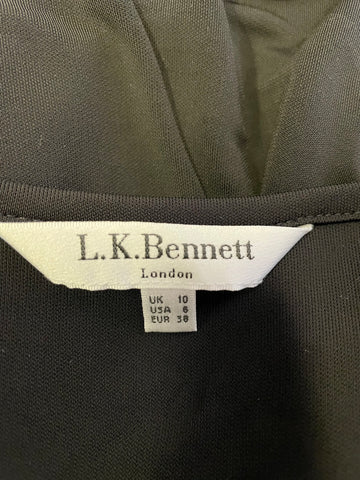 L.K.Bennett
London
UK 10
USA 6
EUR 38